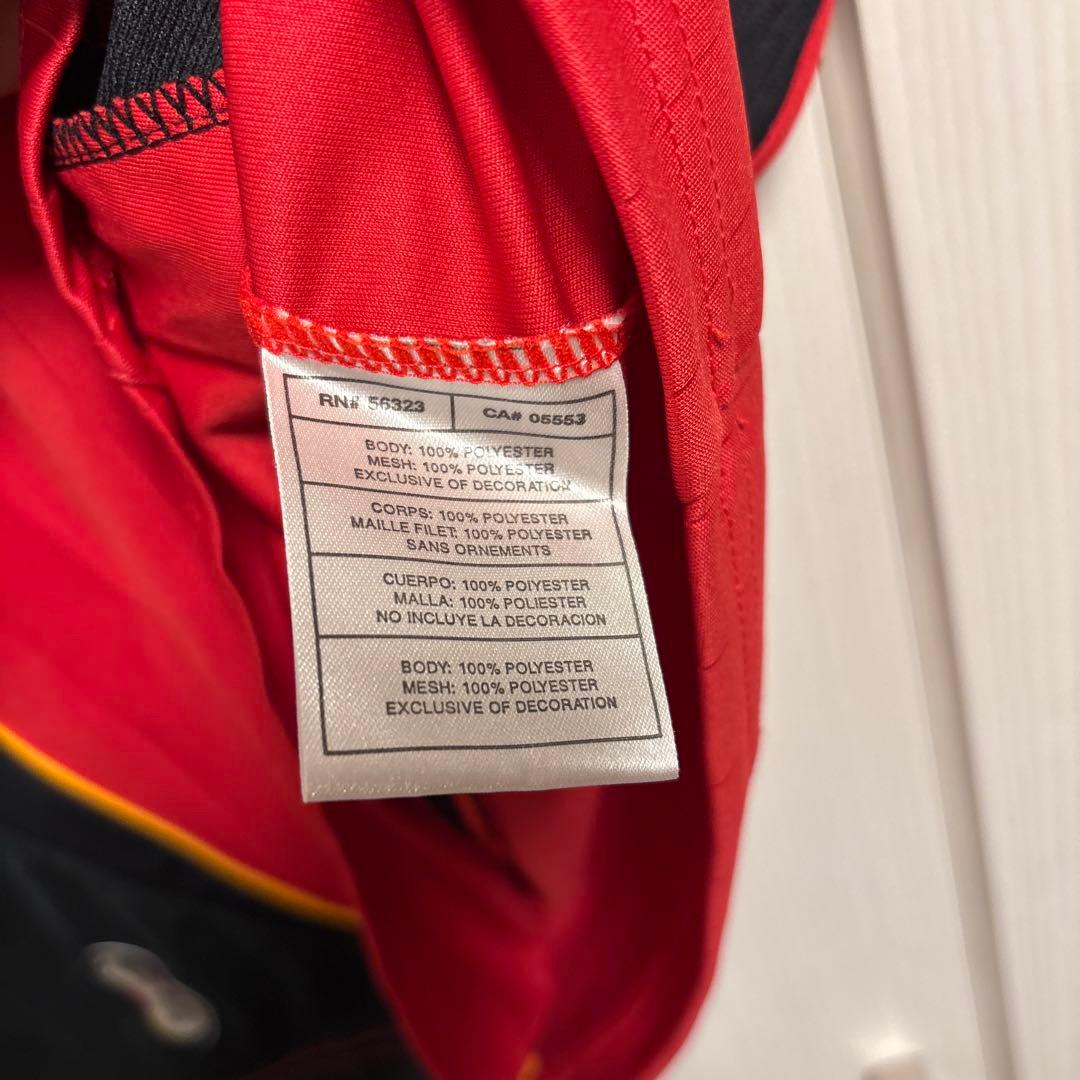 RN# 56323
CA# 05553
BODY: 100% POLYESTER
MESH: 100% POLYESTER
EXCLUSIVE OF DECORATION
CORPS: 100% POLYESTER
MAILLE FILET: 100% POLYESTER
SANS ORNEMENTS
CUERPO: 100% POIYESTER
MALLA: 100% POLIESTER
NO INCLUYE LA DECORACION
BODY: 100% POLYESTER
MESH: 100% POLYESTER
EXCLUSIVE OF DECORATION